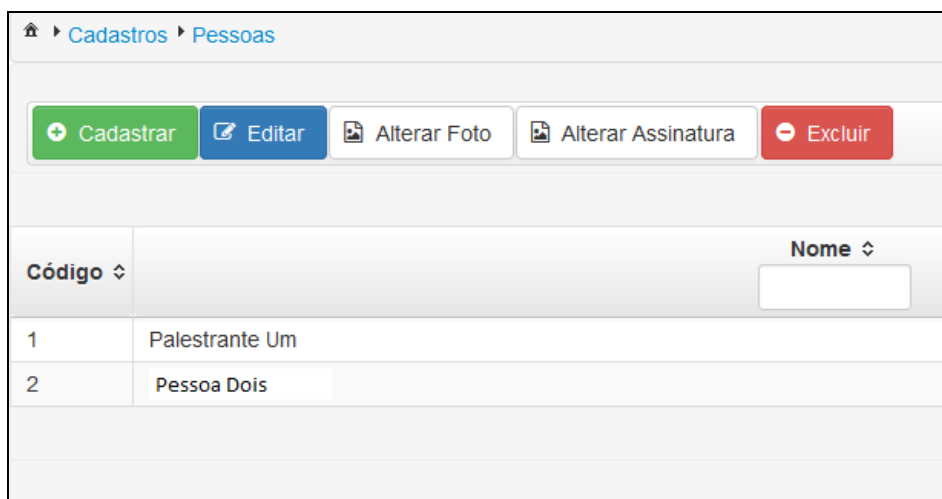 Cadastros Pessoas
Cadastrar Editar Alterar Foto Alterar Assinatura Excluir
Código Nome
1 Palestrante Um
2 Pessoa Dois